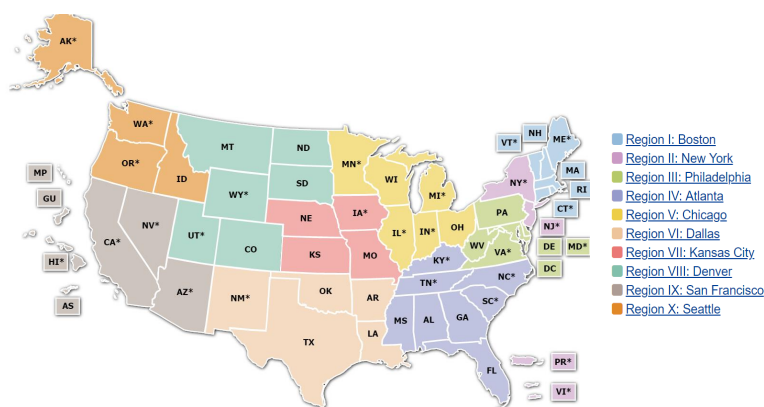 AK*
WA*
OR*
ID
MT
ND
SD
WY*
UT*
CO
NE
KS
IA*
MO
MN*
WI
MI*
IL*
IN*
OH
KY*
TN*
NC*
SC*
MS
AL
GA
FL
NM*
OK
TX
AR
LA
CA*
NV*
AZ*
MP
GU
HI*
AS
VT*
NH
ME*
MA
RI
CT*
NY*
NJ*
PA
WV
VA*
DE
MD*
DC
PR*
VI*
Region I: Boston
Region II: New York
Region III: Philadelphia
Region IV: Atlanta
Region V: Chicago
Region VI: Dallas
Region VII: Kansas City
Region VIII: Denver
Region IX: San Francisco
Region X: Seattle